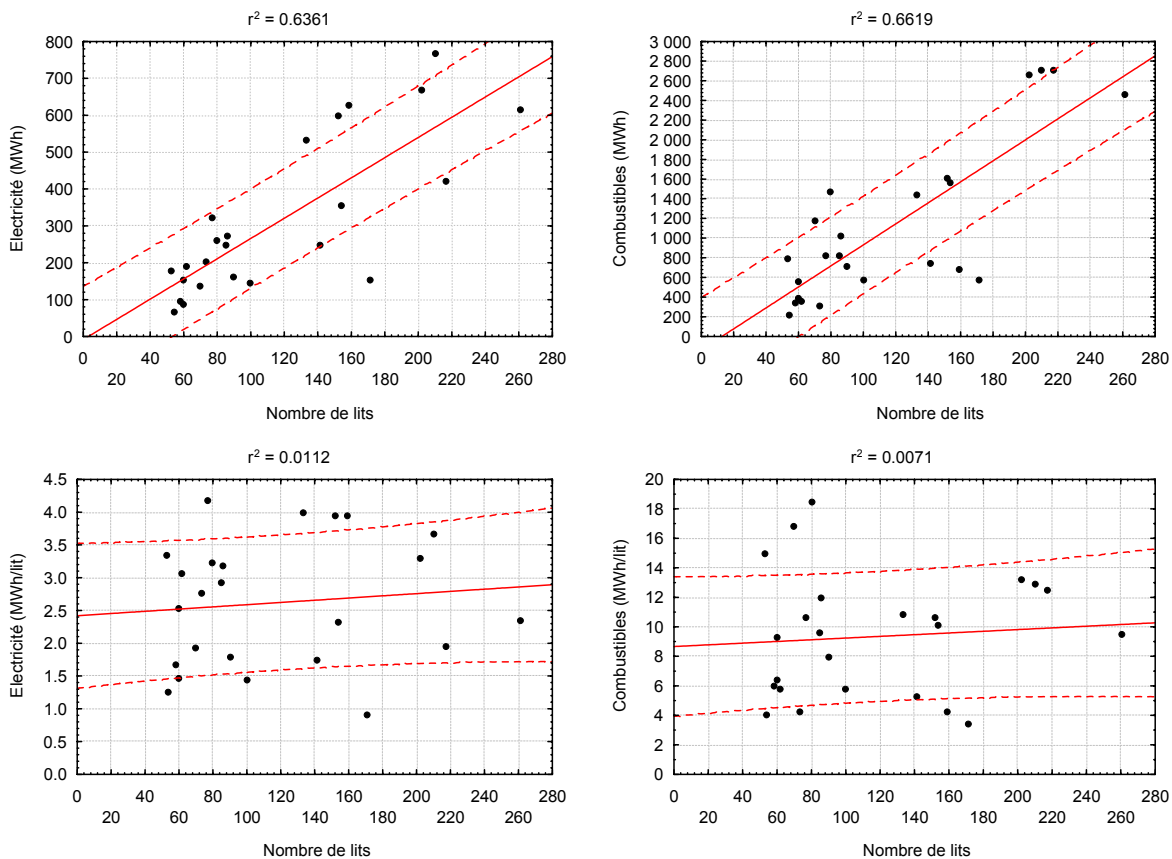 r² = 0.6361
Electricité (MWh)
800
700
600
500
400
300
200
100
0
0 40 80 120 160 200 240 280
20 60 100 140 180 220 260
Nombre de lits
r² = 0.6619
Combustibles (MWh)
3 000
2 800
2 600
2 400
2 200
2 000
1 800
1 600
1 400
1 200
1 000
800
600
400
200
0
0 40 80 120 160 200 240 280
20 60 100 140 180 220 260
Nombre de lits
r² = 0.0112
Electricité (MWh/lit)
4.5
4.0
3.5
3.0
2.5
2.0
1.5
1.0
0.5
0.0
0 40 80 120 160 200 240 280
20 60 100 140 180 220 260
Nombre de lits
r² = 0.0071
Combustibles (MWh/lit)
20
18
16
14
12
10
8
6
4
2
0
0 40 80 120 160 200 240 280
20 60 100 140 180 220 260
Nombre de lits